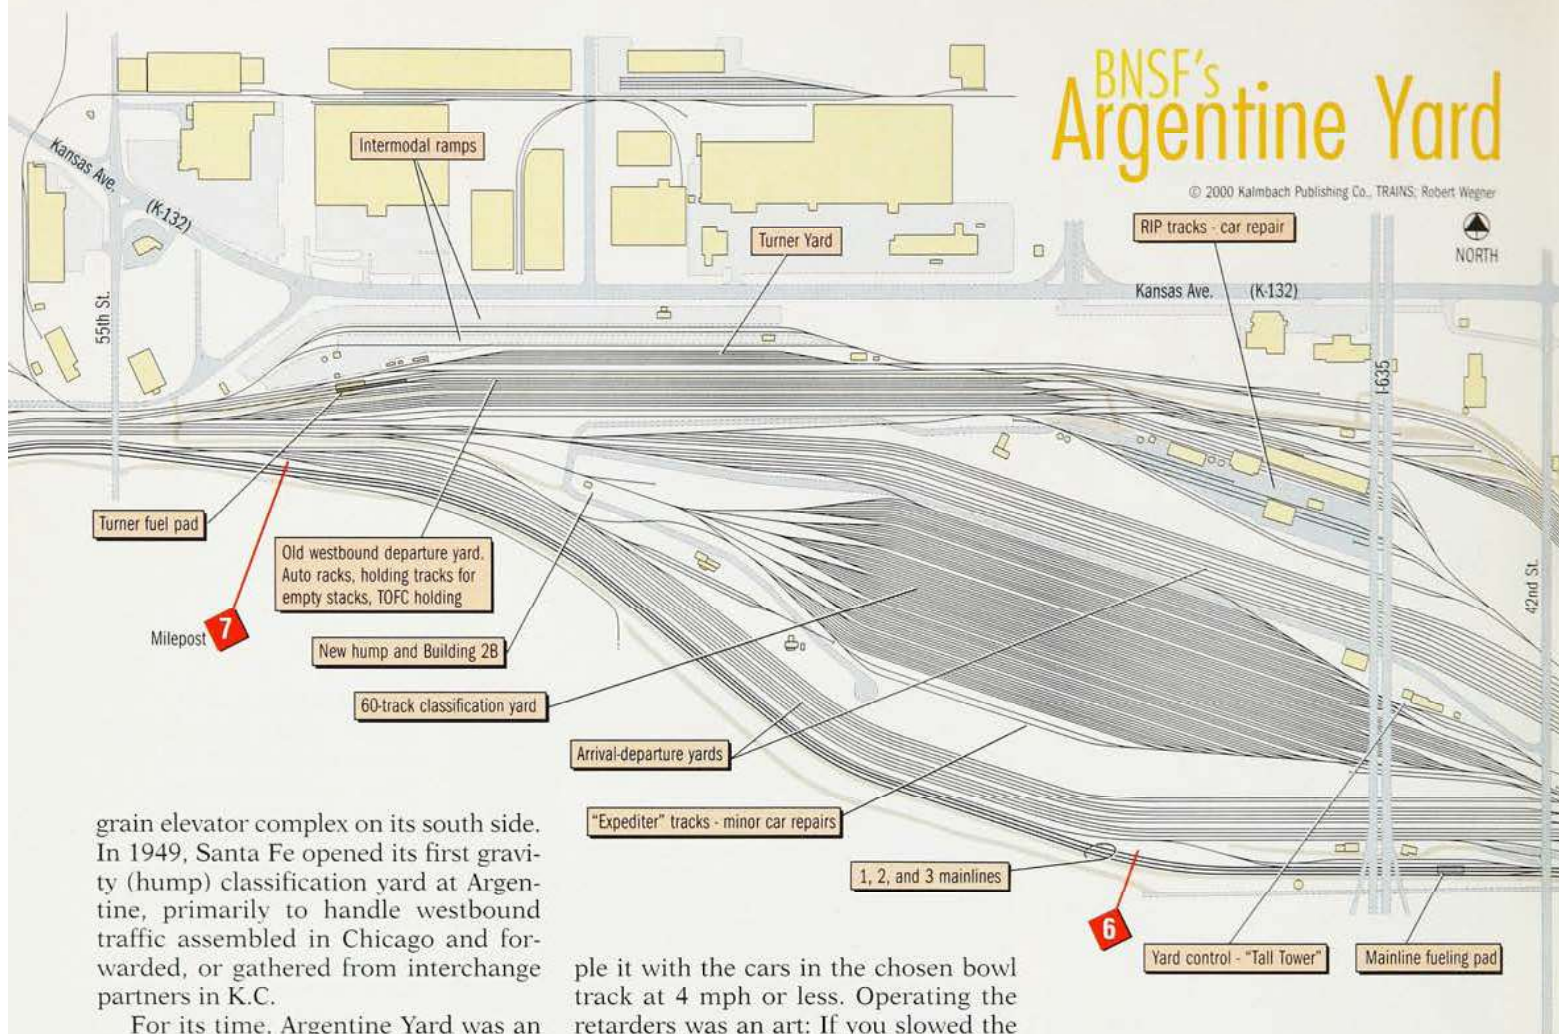 BNSF's
Argentine Yard
© 2000 Kalmbach Publishing Co., TRAINS; Robert Wegner
NORTH
Kansas Ave.
(K-132)
Intermodal ramps
Turner Yard
RIP tracks - car repair
Kansas Ave.
(K-132)
55th St.
I-635
42nd St.
Turner fuel pad
Old westbound departure yard.
Auto racks, holding tracks for
empty stacks, TOFC holding
Milepost 7
New hump and Building 2B
60-track classification yard
Arrival-departure yards
"Expediter" tracks - minor car repairs
1, 2, and 3 mainlines
6
Yard control - "Tall Tower"
Mainline fueling pad
grain elevator complex on its south side.
In 1949, Santa Fe opened its first gravi-
ty (hump) classification yard at Argen-
tine, primarily to handle westbound
traffic assembled in Chicago and for-
warded, or gathered from interchange
partners in K.C.
For its time, Argentine Yard was an
ple it with the cars in the chosen bowl
track at 4 mph or less. Operating the
retarders was an art: If you slowed the